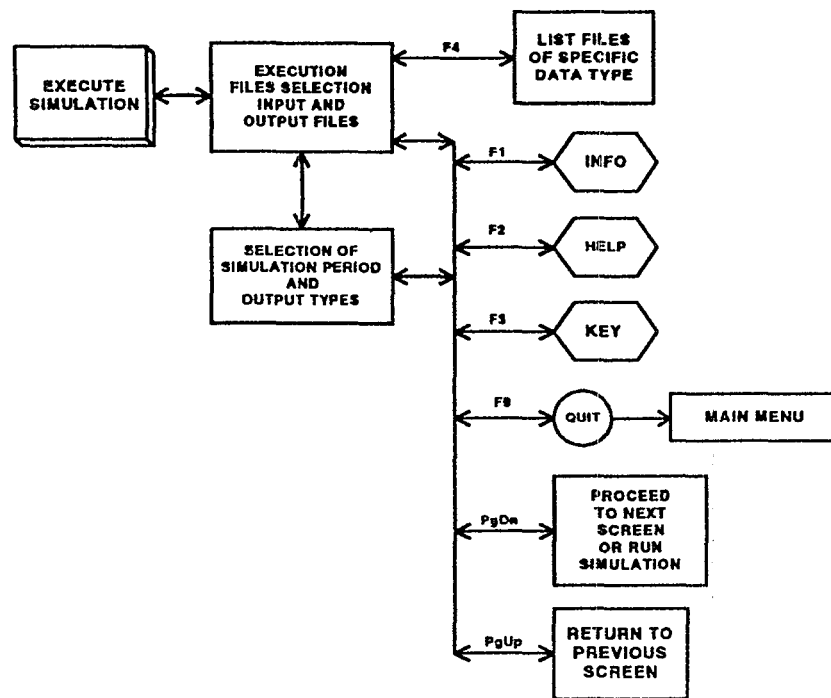 EXECUTE
SIMULATION
EXECUTION
FILES SELECTION
INPUT AND
OUTPUT FILES
F4
LIST FILES
OF SPECIFIC
DATA TYPE
F1
INFO
SELECTION OF
SIMULATION PERIOD
AND
OUTPUT TYPES
F2
HELP
F3
KEY
F9
QUIT
MAIN MENU
PgDn
PROCEED
TO NEXT
SCREEN
OR RUN
SIMULATION
PgUp
RETURN TO
PREVIOUS
SCREEN